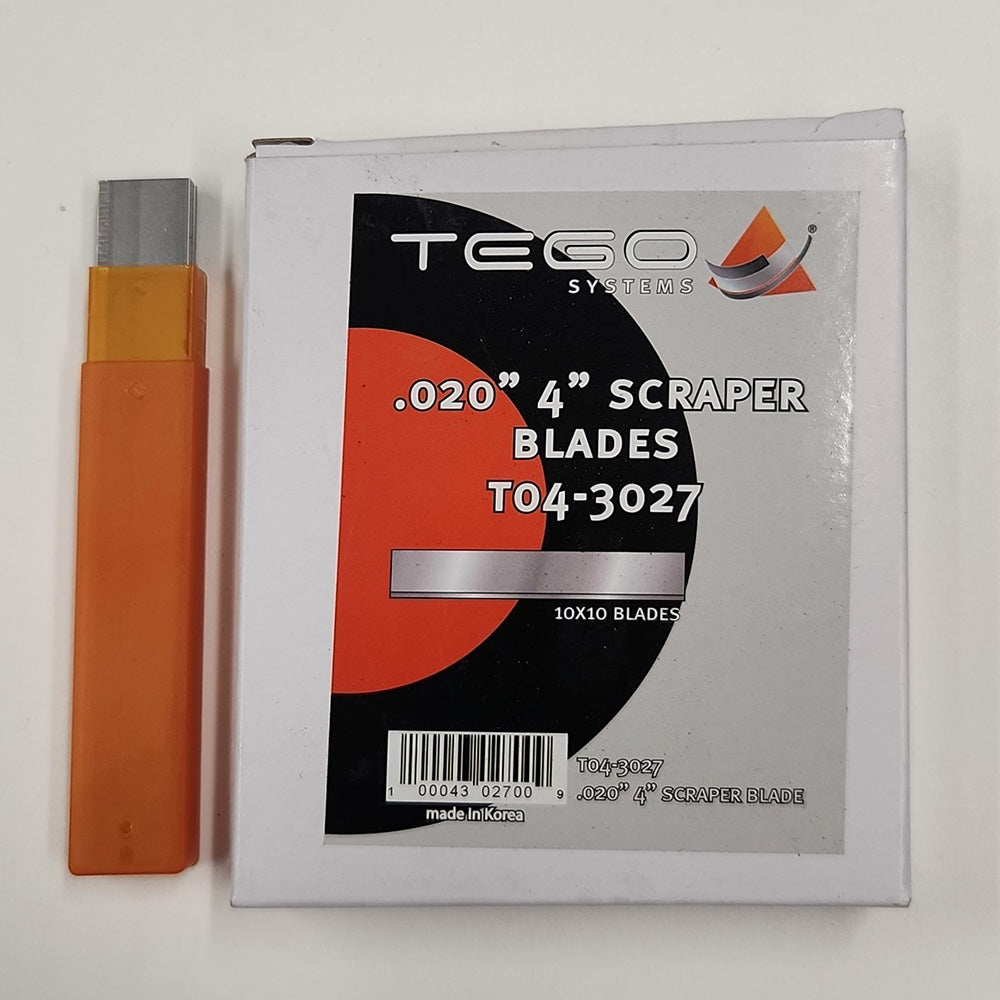 TEGO
®
SYSTEMS
.020” 4” SCRAPER
BLADES
T04-3027
10X10 BLADES
T04-3027
.020” 4” SCRAPER BLADE
1 00043 02700 9
made In Korea